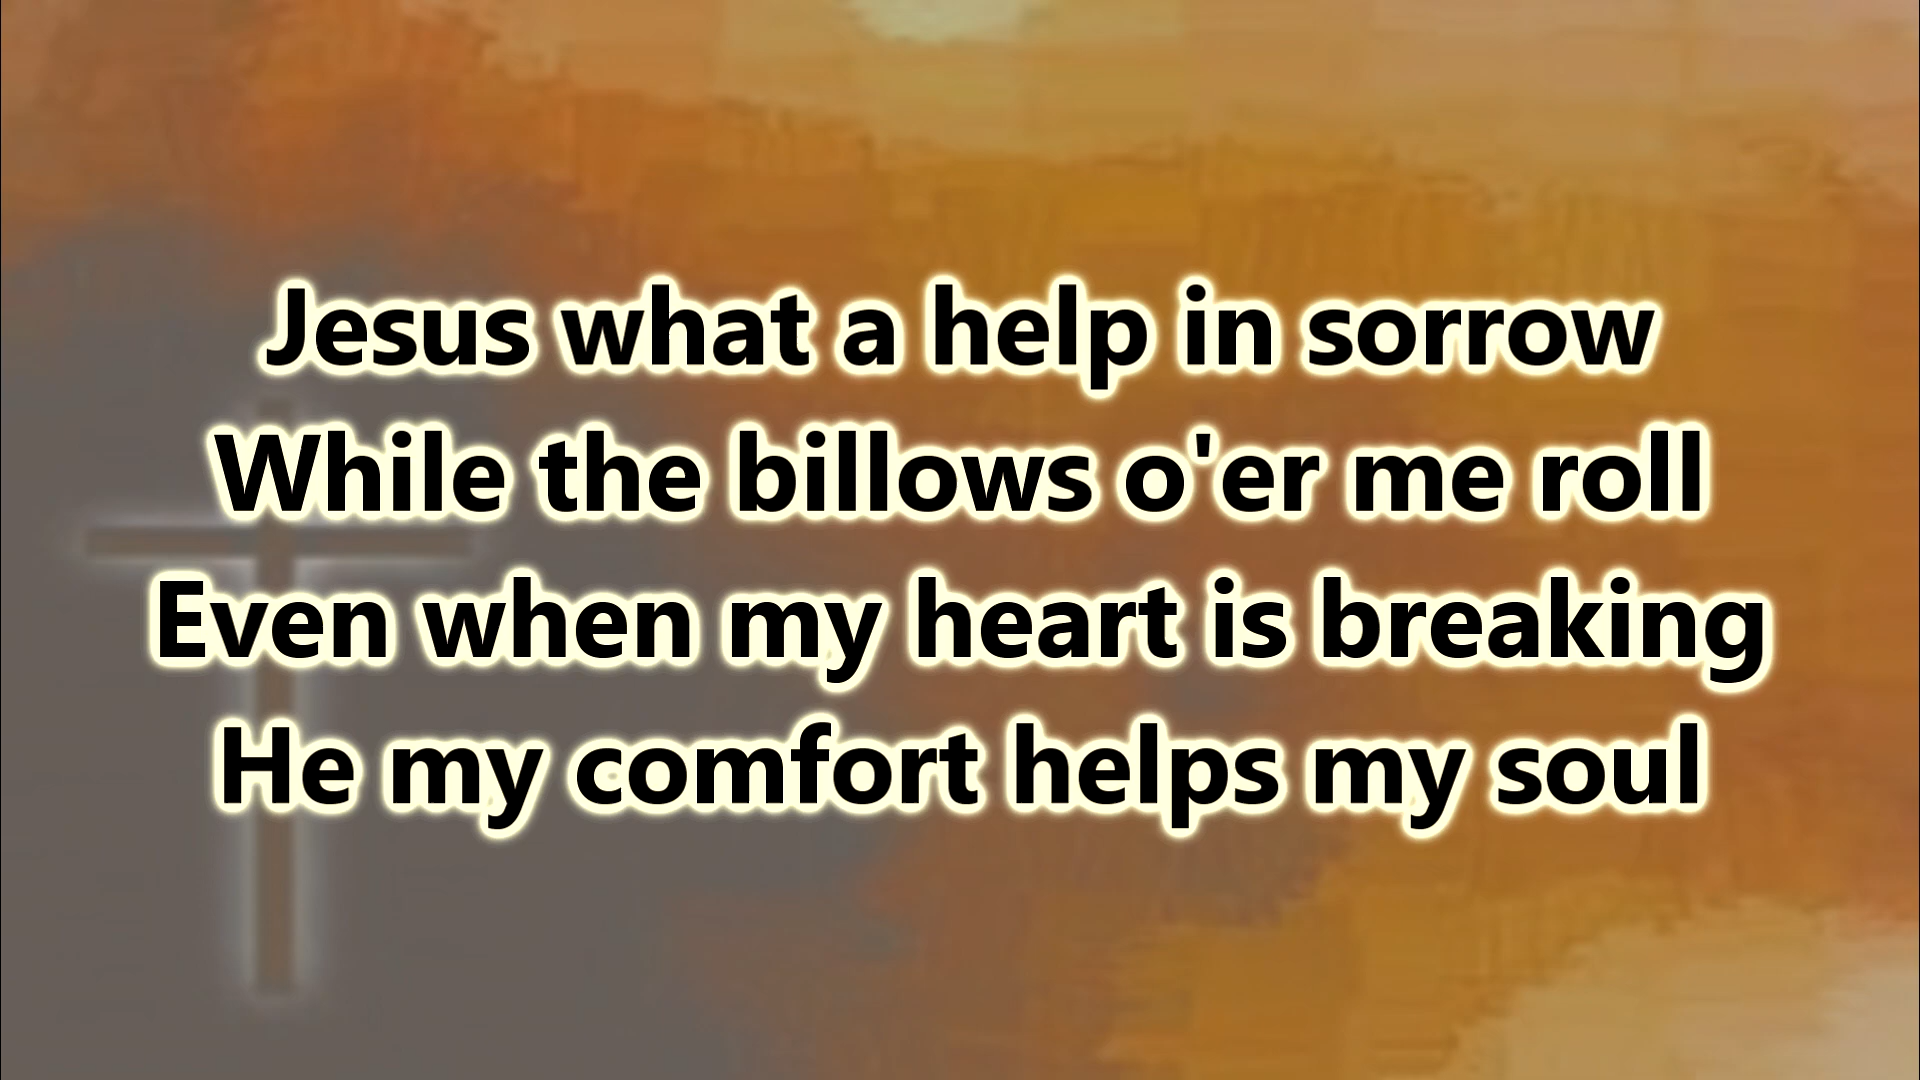 Jesus what a help in sorrow
While the billows o'er me roll
Even when my heart is breaking
He my comfort helps my soul